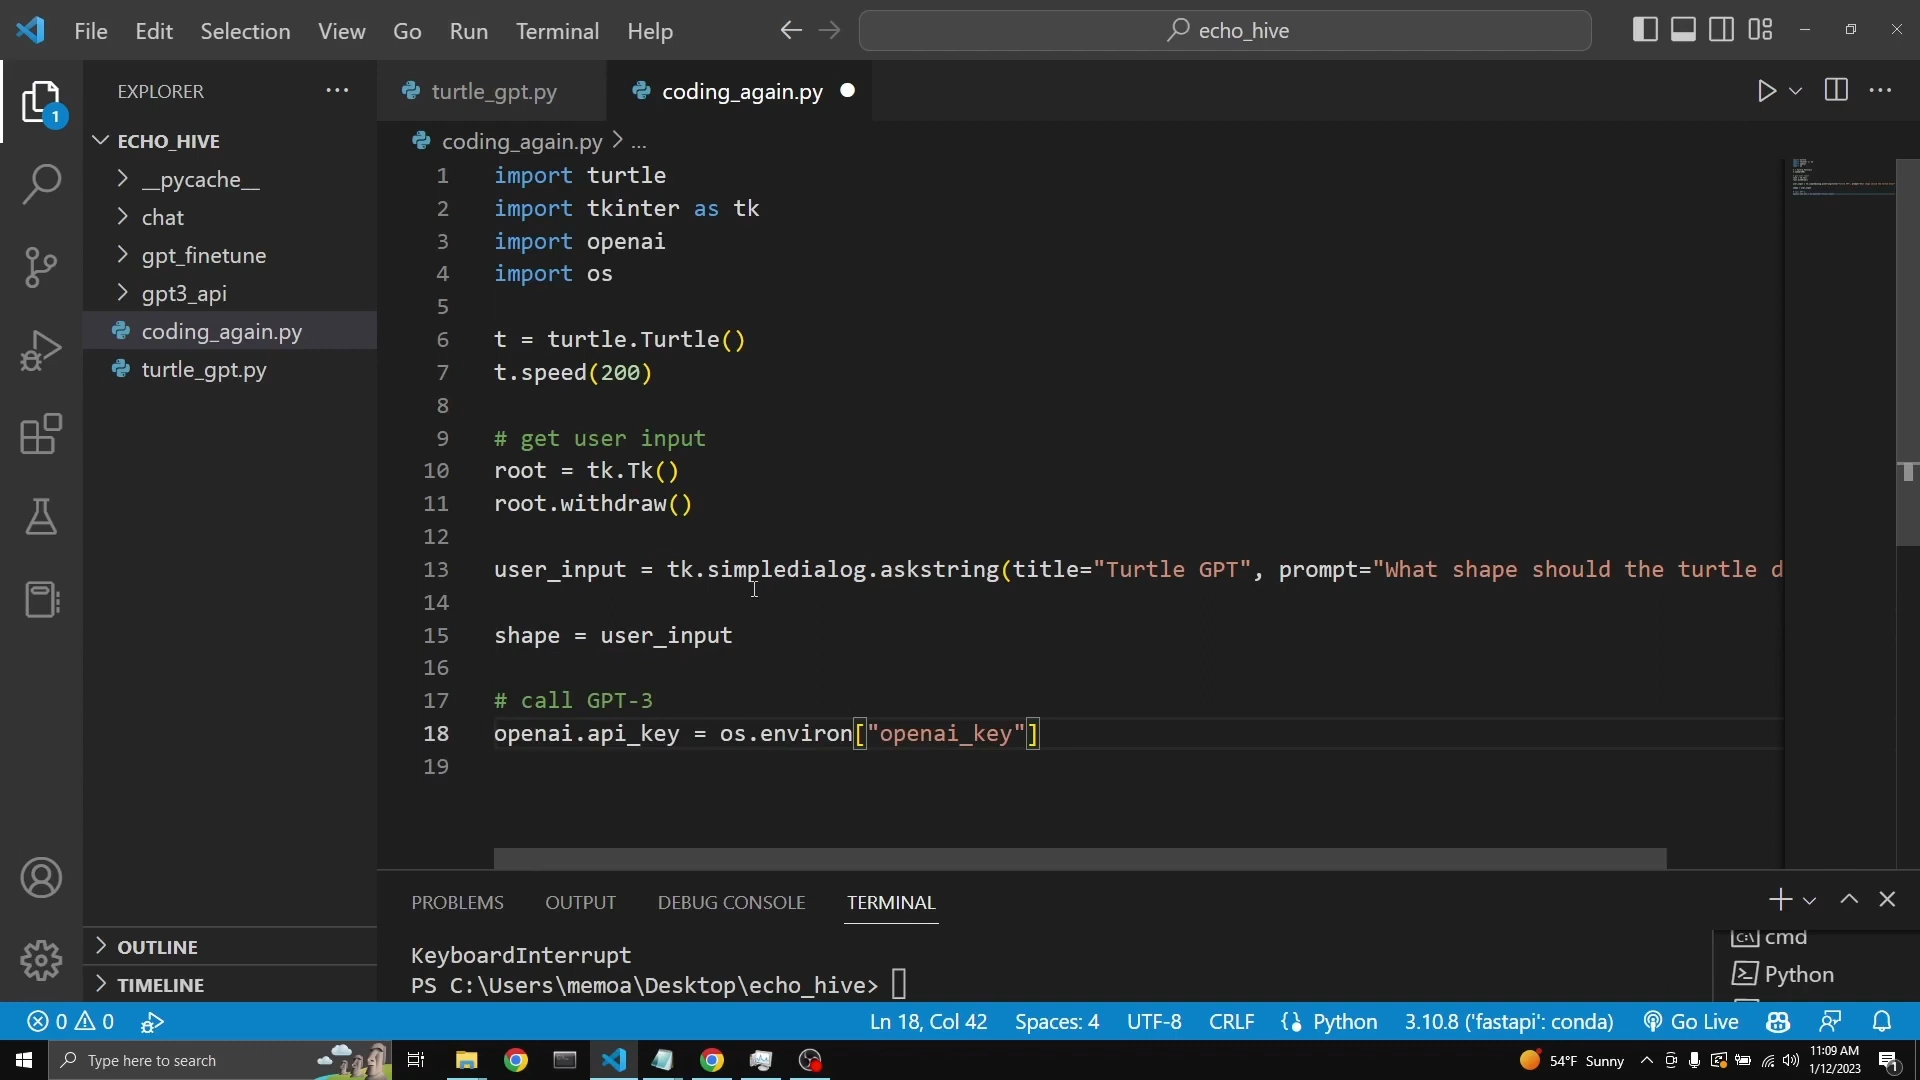 File Edit Selection View Go Run Terminal Help
echo_hive
EXPLORER
1
ECHO_HIVE
__pycache__
chat
gpt_finetune
gpt3_api
coding_again.py
turtle_gpt.py
OUTLINE
TIMELINE
turtle_gpt.py
coding_again.py
coding_again.py > ...
1 import turtle
2 import tkinter as tk
3 import openai
4 import os
5
6 t = turtle.Turtle()
7 t.speed(200)
8
9 # get user input
10 root = tk.Tk()
11 root.withdraw()
12
13 user_input = tk.simpledialog.askstring(title="Turtle GPT", prompt="What shape should the turtle d
14
15 shape = user_input
16
17 # call GPT-3
18 openai.api_key = os.environ["openai_key"]
19
PROBLEMS OUTPUT DEBUG CONSOLE TERMINAL
KeyboardInterrupt
PS C:\Users\memoa\Desktop\echo_hive>
cmd
Python
0 0
Ln 18, Col 42 Spaces: 4 UTF-8 CRLF Python 3.10.8 ('fastapi': conda) Go Live
Type here to search
54°F Sunny
11:09 AM
1/12/2023
1